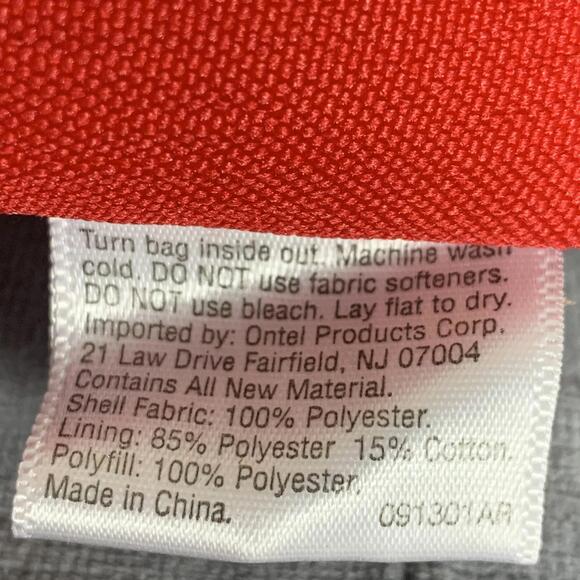 Turn bag inside out. Machine wash
cold. DO NOT use fabric softeners.
DO NOT use bleach. Lay flat to dry.
Imported by: Ontel Products Corp.
21 Law Drive Fairfield, NJ 07004
Contains All New Material.
Shell Fabric: 100% Polyester.
Lining: 85% Polyester 15% Cotton.
Polyfill: 100% Polyester.
Made in China. 091301AR